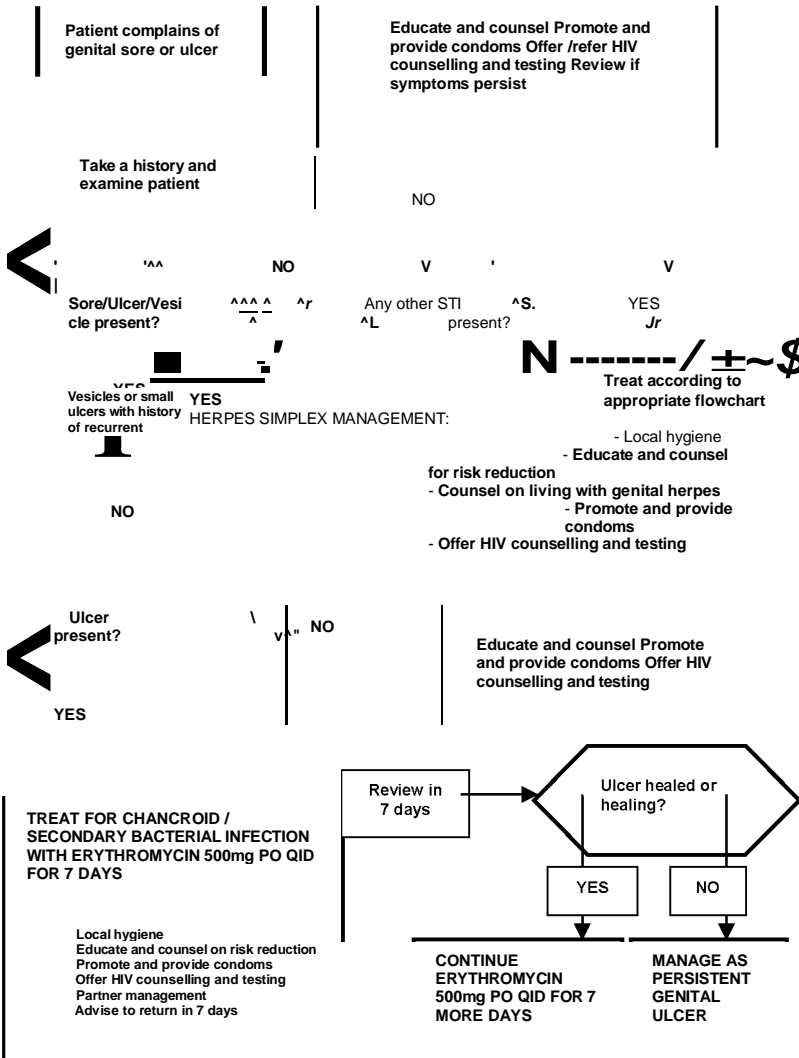 Patient complains of
genital sore or ulcer
Educate and counsel Promote and
provide condoms Offer /refer HIV
counselling and testing Review if
symptoms persist
Take a history and
examine patient
NO
<
'
'^^
NO
V
'
V
Sore/Ulcer/Vesi
cle present?
^^^ ^
^
^r
^L
Any other STI
present?
^S.
YES
Jr
N -------/ ±~$
YES
Vesicles or small
ulcers with history
of recurrent
YES
HERPES SIMPLEX MANAGEMENT:
Treat according to
appropriate flowchart
- Local hygiene
- Educate and counsel
for risk reduction
- Counsel on living with genital herpes
- Promote and provide
condoms
- Offer HIV counselling and testing
NO
<
Ulcer
present?
\
v^"
NO
YES
Educate and counsel Promote
and provide condoms Offer HIV
counselling and testing
Review in
7 days
Ulcer healed or
healing?
TREAT FOR CHANCROID /
SECONDARY BACTERIAL INFECTION
WITH ERYTHROMYCIN 500mg PO QID
FOR 7 DAYS
YES
NO
Local hygiene
Educate and counsel on risk reduction
Promote and provide condoms
Offer HIV counselling and testing
Partner management
Advise to return in 7 days
CONTINUE
ERYTHROMYCIN
500mg PO QID FOR 7
MORE DAYS
MANAGE AS
PERSISTENT
GENITAL
ULCER